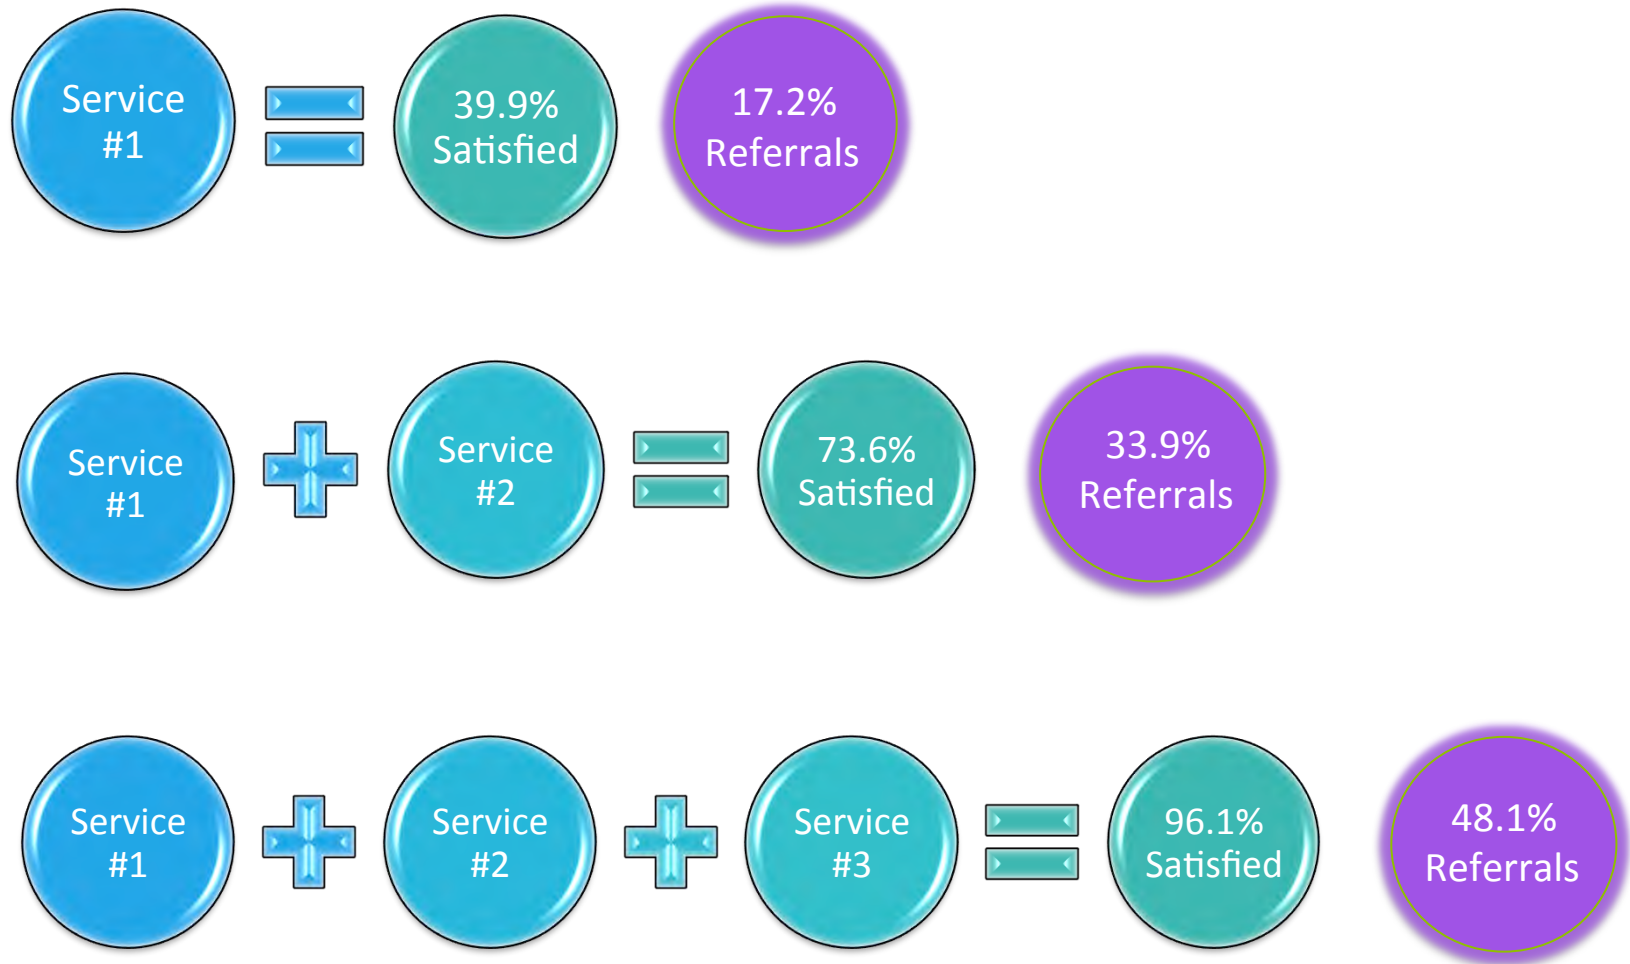 Service
#1
39.9%
Satisfied
17.2%
Referrals
Service
#1
Service
#2
73.6%
Satisfied
33.9%
Referrals
Service
#1
Service
#2
Service
#3
96.1%
Satisfied
48.1%
Referrals